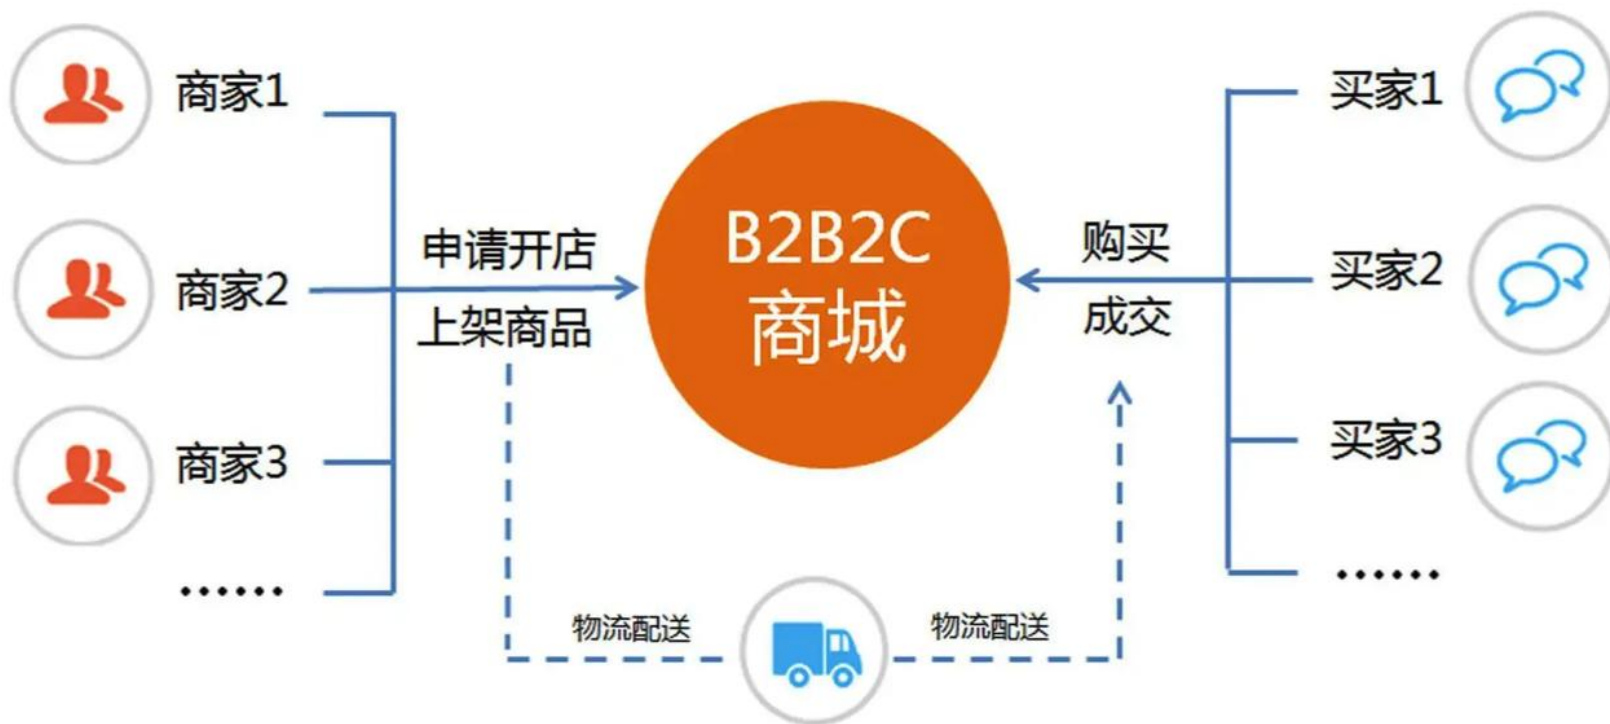 商家1
商家2
商家3
……
申请开店
上架商品
B2B2C
商城
购买
成交
买家1
买家2
买家3
……
物流配送
物流配送